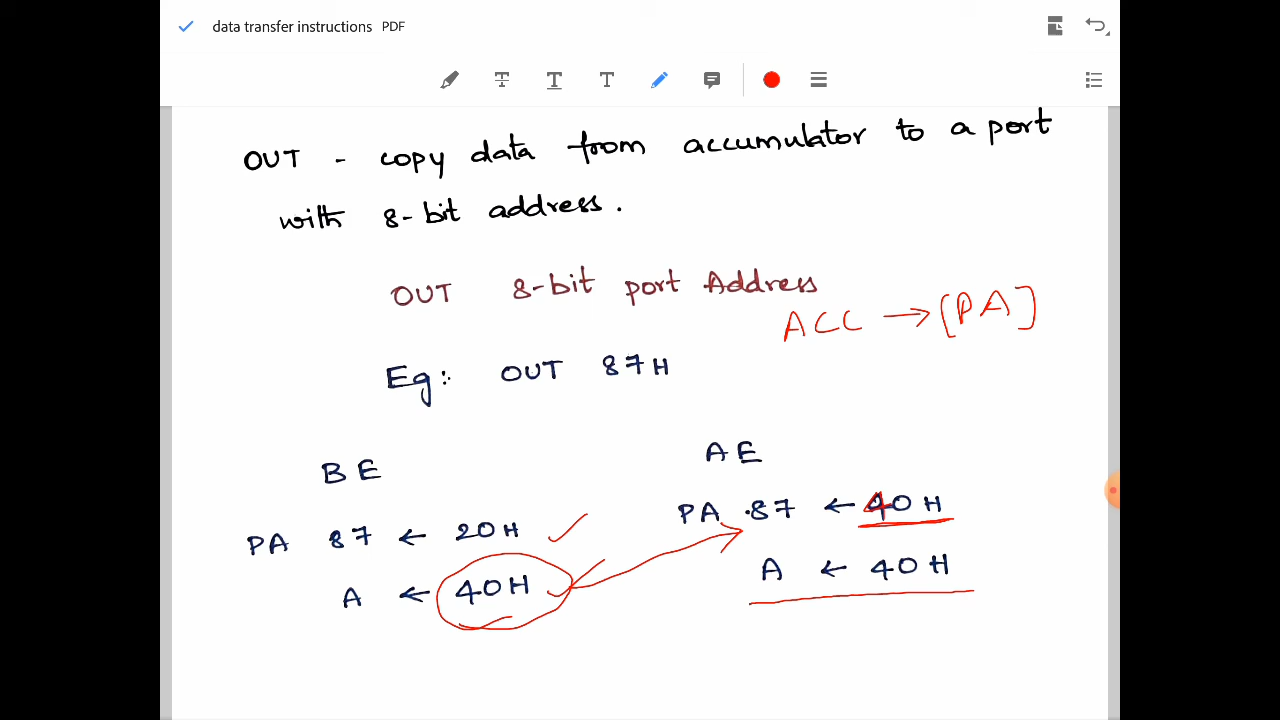 data transfer instructions PDF
OUT - copy data from accumulator to a port
with 8-bit address.
OUT 8-bit port Address
ACC → [PA]
Eg:- OUT 87H
BE
AE
PA 87 ← 20H
PA 87 ← 40H
A ← 40H
A ← 40H